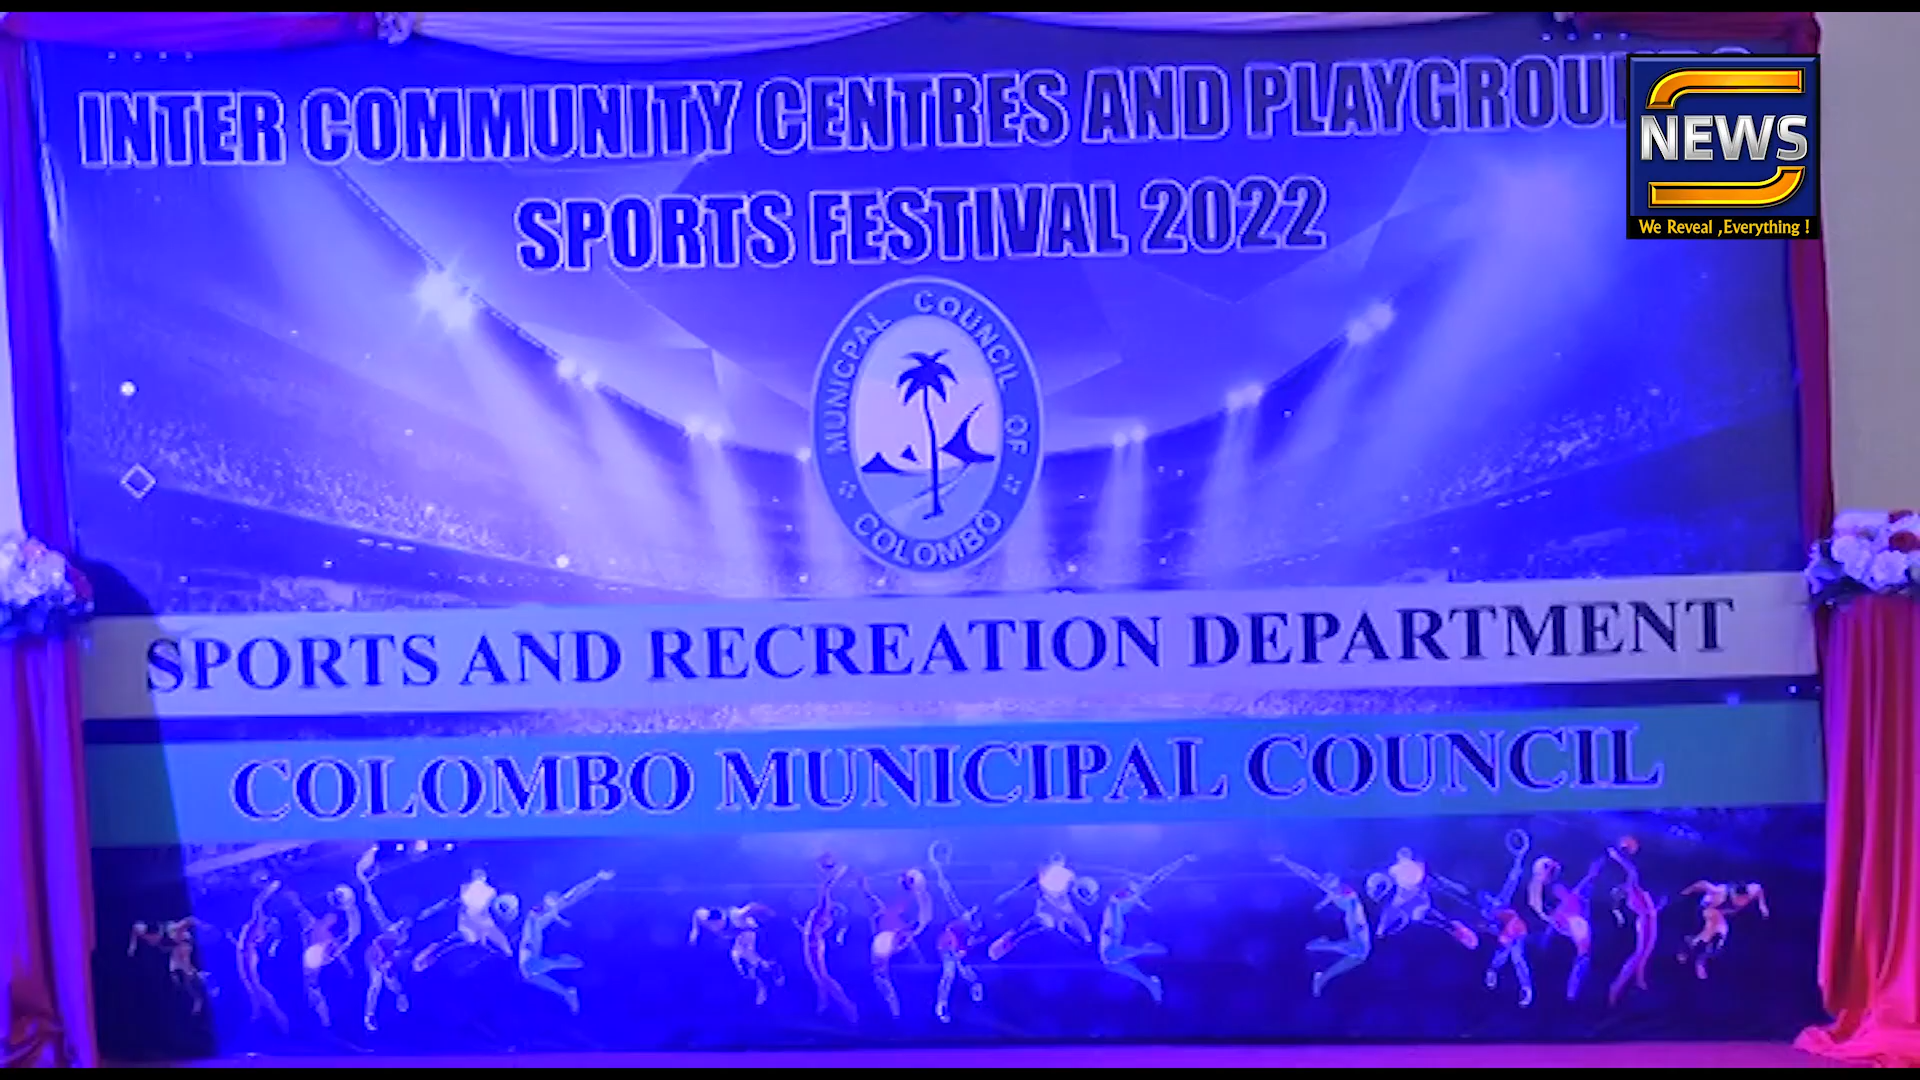 INTER COMMUNITY CENTRES AND PLAYGROU
SPORTS FESTIVAL 2022
MUNICPAL COUNCIL OF
COLOMBO
SPORTS AND RECREATION DEPARTMENT
COLOMBO MUNICIPAL COUNCIL
S
NEWS
We Reveal ,Everything !